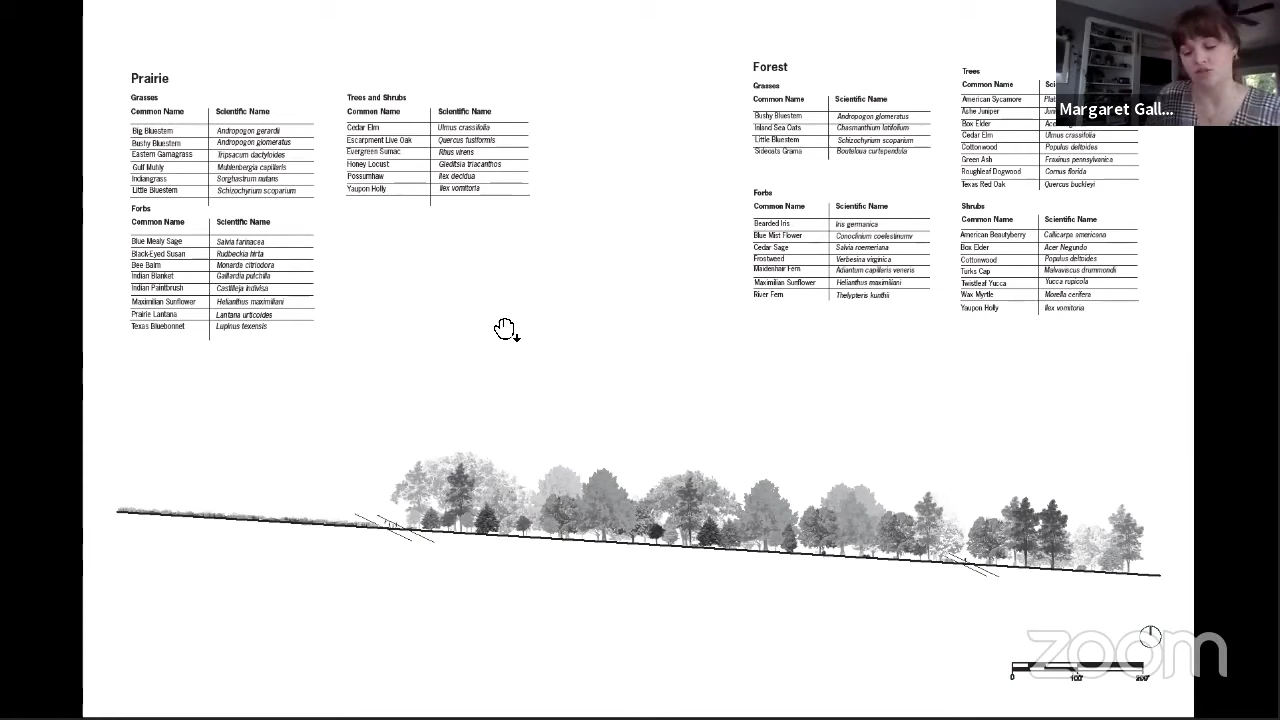 Prairie
Grasses
Common Name Scientific Name
Big Bluestem Andropogon gerardii
Bushy Bluestem Andropogon glomeratus
Eastern Gamagrass Tripsacum dactyloides
Gulf Muhly Muhlenbergia capillaris
Indiangrass Sorghastrum nutans
Little Bluestem Schizochyrium scoparium
Forbs
Common Name Scientific Name
Blue Mealy Sage Salvia farinacea
Black-Eyed Susan Rudbeckia hirta
Bee Balm Monarda citriodora
Indian Blanket Gaillardia pulchilla
Indian Paintbrush Castilleja indivisa
Maximilian Sunflower Helianthus maximiliani
Prairie Lantana Lantana urticoides
Texas Bluebonnet Lupinus texensis
Trees and Shrubs
Common Name Scientific Name
Cedar Elm Ulmus crassifolia
Escarpment Live Oak Quercus fusiformis
Evergreen Sumac Rhus virens
Honey Locust Gleditsia triacanthos
Possumhaw Ilex decidua
Yaupon Holly Ilex vomitoria
Forest
Grasses
Common Name Scientific Name
Bushy Bluestem Andropogon glomeratus
Inland Sea Oats Chasmanthium latifolium
Little Bluestem Schizochyrium scoparium
Sideoats Grama Bouteloua curtependula
Forbs
Common Name Scientific Name
Bearded Iris Iris germanica
Blue Mist Flower Conoclinium coelestinumv
Cedar Sage Salvia roemeriana
Frostweed Verbesina virginica
Maidenhair Fern Adiantum capillaris veneris
Maximilian Sunflower Helianthus maximiliani
River Fern Thelypteris kunthii
Trees
Common Name
American Sycamore
Ashe Juniper
Box Elder
Cedar Elm Ulmus crassifolia
Cottonwood Populus deltoides
Green Ash Fraxinus pennsylvanica
Roughleaf Dogwood Cornus florida
Texas Red Oak Quercus buckleyi
Shrubs
Common Name Scientific Name
American Beautyberry Callicarpa americana
Box Elder Acer Negundo
Cottonwood Populus deltoides
Turks Cap Malvaviscus drummondi
Twistleaf Yucca Yucca rupicola
Wax Myrtle Morella cerifera
Yaupon Holly Ilex vomitoria
Margaret Gall...
zoom
0 100' 200'